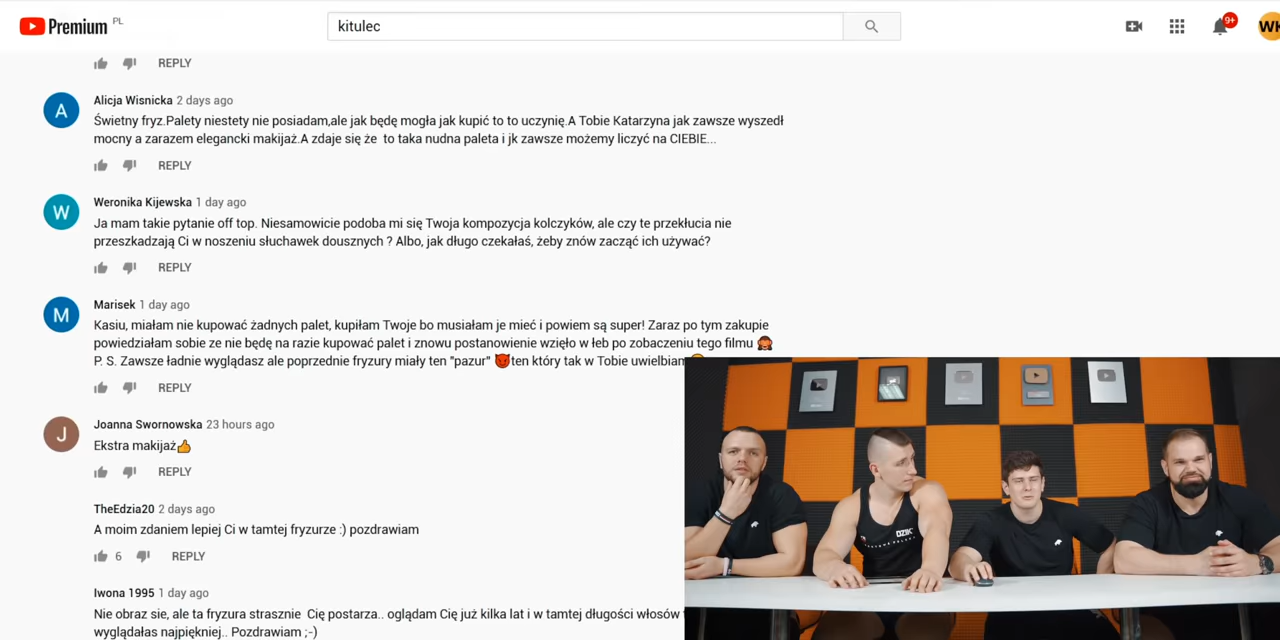 Premium PL
kitulec
9+
WK
REPLY
A
Alicja Wisnicka 2 days ago
Świetny fryz.Palety niestety nie posiadam,ale jak będę mogła jak kupić to to uczynię.A Tobie Katarzyna jak zawsze wyszedł
mocny a zarazem elegancki makijaż.A zdaje się że to taka nudna paleta i jk zawsze możemy liczyć na CIEBIE...
REPLY
W
Weronika Kijewska 1 day ago
Ja mam takie pytanie off top. Niesamowicie podoba mi się Twoja kompozycja kolczyków, ale czy te przekłucia nie
przeszkadzają Ci w noszeniu słuchawek dousznych ? Albo, jak długo czekałaś, żeby znów zacząć ich używać?
REPLY
M
Marisek 1 day ago
Kasiu, miałam nie kupować żadnych palet, kupiłam Twoje bo musiałam je mieć i powiem są super! Zaraz po tym zakupie
powiedziałam sobie ze nie będę na razie kupować palet i znowu postanowienie wzięło w łeb po zobaczeniu tego filmu 🙈
P. S. Zawsze ładnie wyglądasz ale poprzednie fryzury miały ten "pazur" 😈ten który tak w Tobie uwielbiam
REPLY
J
Joanna Swornowska 23 hours ago
Ekstra makijaż👍
REPLY
TheEdzia20 2 days ago
A moim zdaniem lepiej Ci w tamtej fryzurze :) pozdrawiam
6 REPLY
Iwona 1995 1 day ago
Nie obraz sie, ale ta fryzura strasznie Cię postarza.. oglądam Cię już kilka lat i w tamtej długości włosów
wyglądałas najpiękniej.. Pozdrawiam ;-)
DZIK